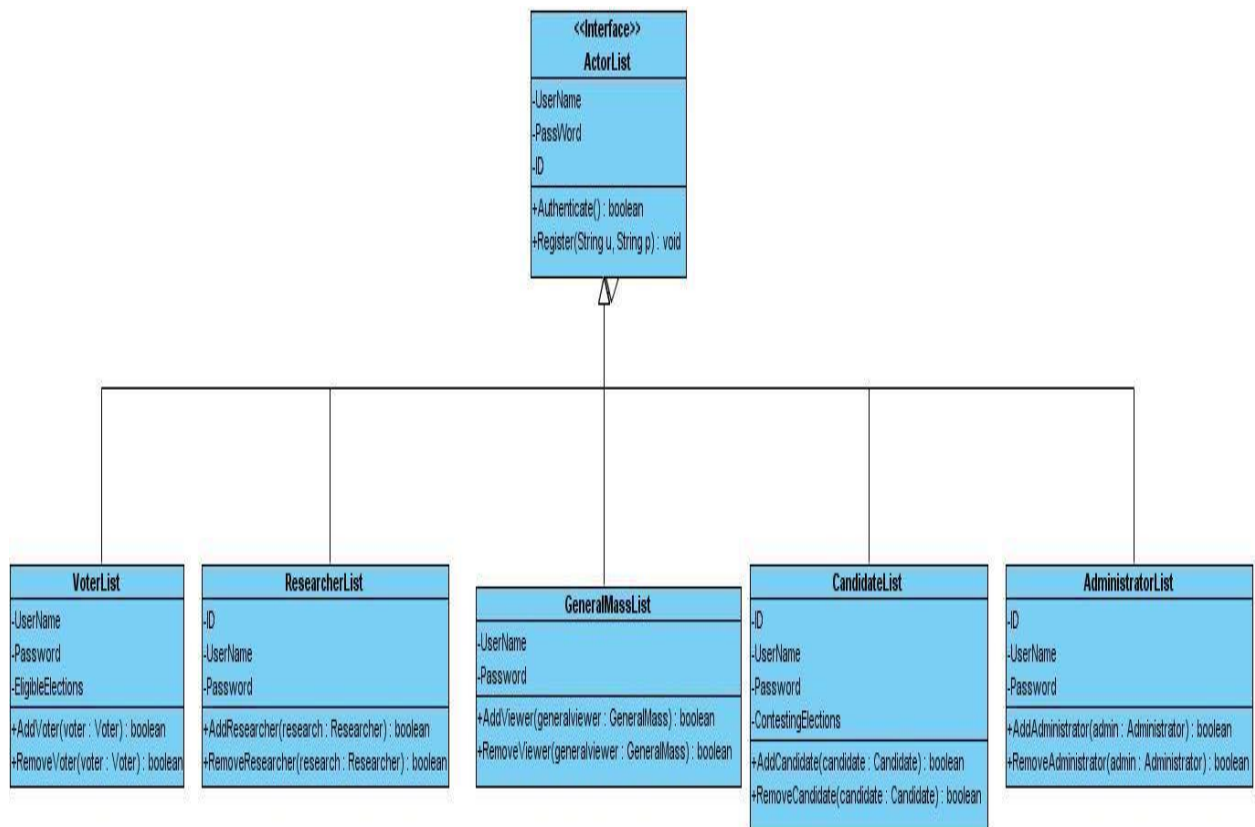 <<Interface>>
ActorList
-UserName
-PassWord
-ID
+Authenticate() : boolean
+Register(String u, String p) : void
VoterList
-UserName
-Password
-EligibleElections
+AddVoter(voter : Voter) : boolean
+RemoveVoter(voter : Voter) : boolean
ResearcherList
-ID
-UserName
-Password
+AddResearcher(research : Researcher) : boolean
+RemoveResearcher(research : Researcher) : boolean
GeneralMassList
-UserName
-Password
+AddViewer(generalviewer : GeneralMass) : boolean
+RemoveViewer(generalviewer : GeneralMass) : boolean
CandidateList
-ID
-UserName
-Password
-ContestingElections
+AddCandidate(candidate : Candidate) : boolean
+RemoveCandidate(candidate : Candidate) : boolean
AdministratorList
-ID
-UserName
-Password
+AddAdministrator(admin : Administrator) : boolean
+RemoveAdministrator(admin : Administrator) : boolean